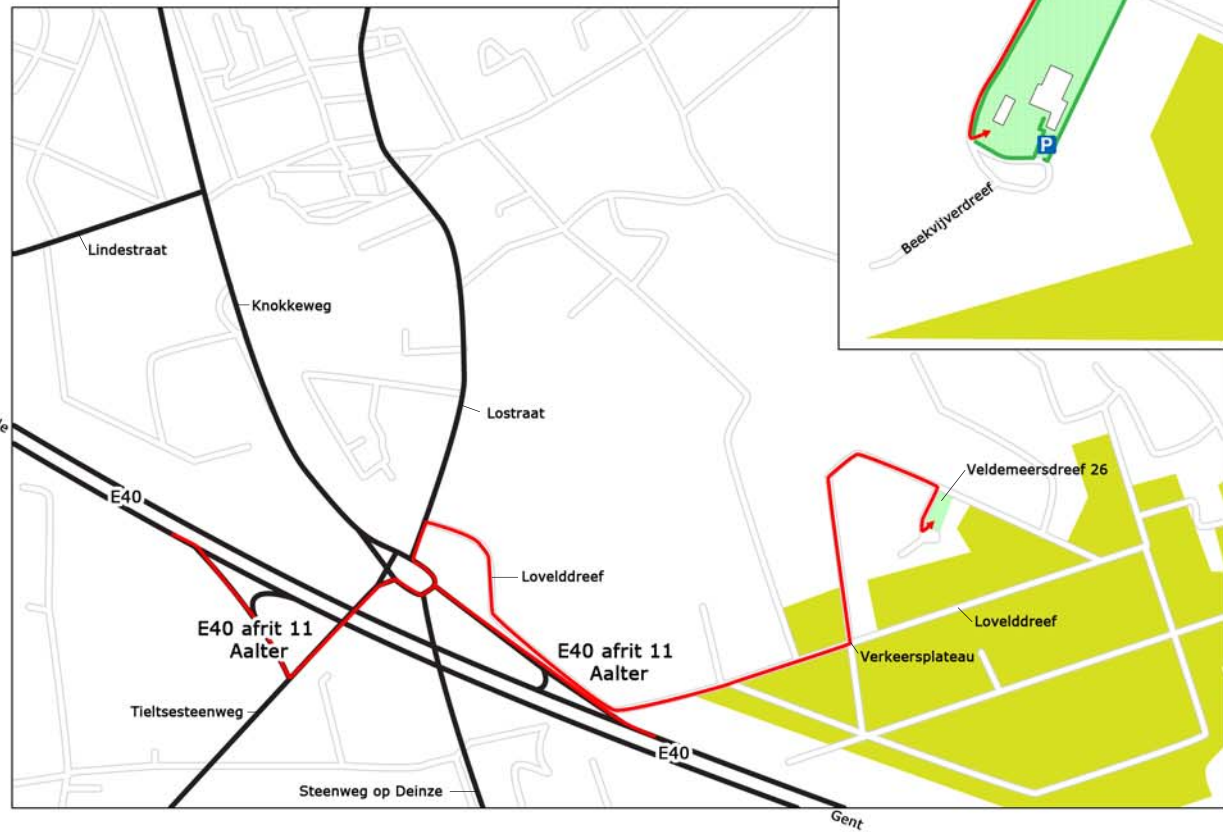 P
Beekvijverdreef
Lindestraat
Knokkeweg
Lostraat
E40
Veldemeersdreef 26
Lovelddreef
E40 afrit 11
Aalter
Lovelddreef
E40 afrit 11
Aalter
Verkeersplateau
Tieltsesteenweg
E40
Steenweg op Deinze
Gent